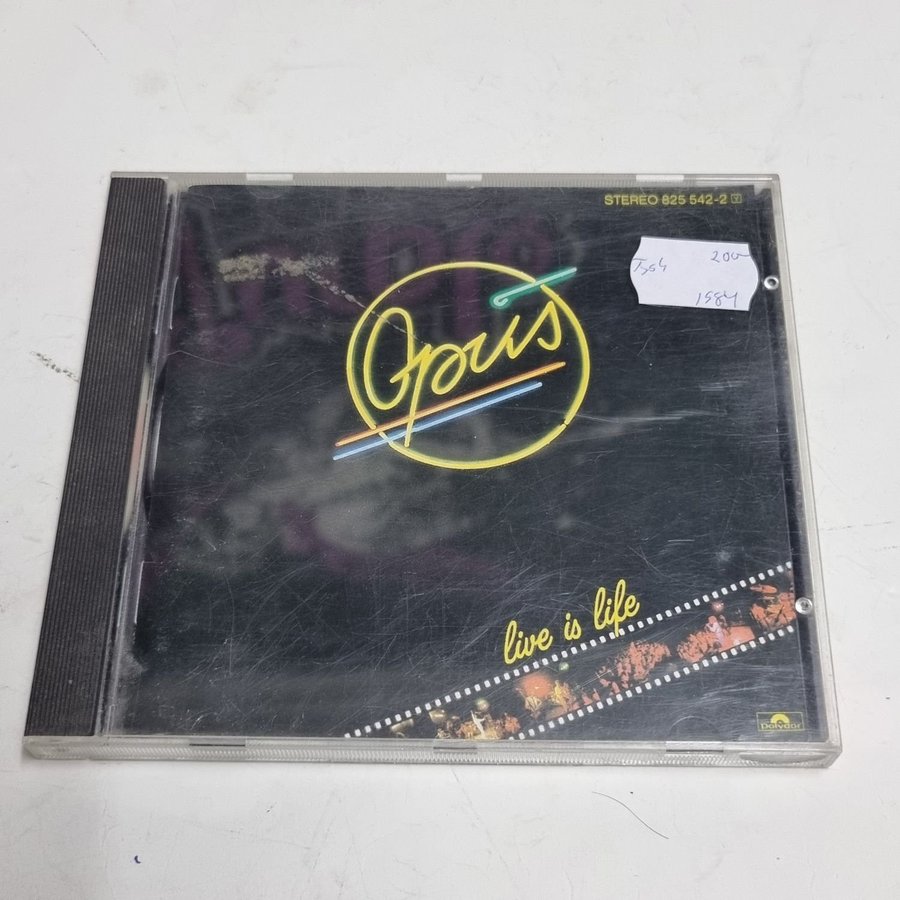 STEREO 825 542-2
200
1984
Opus
live is life
Polydor